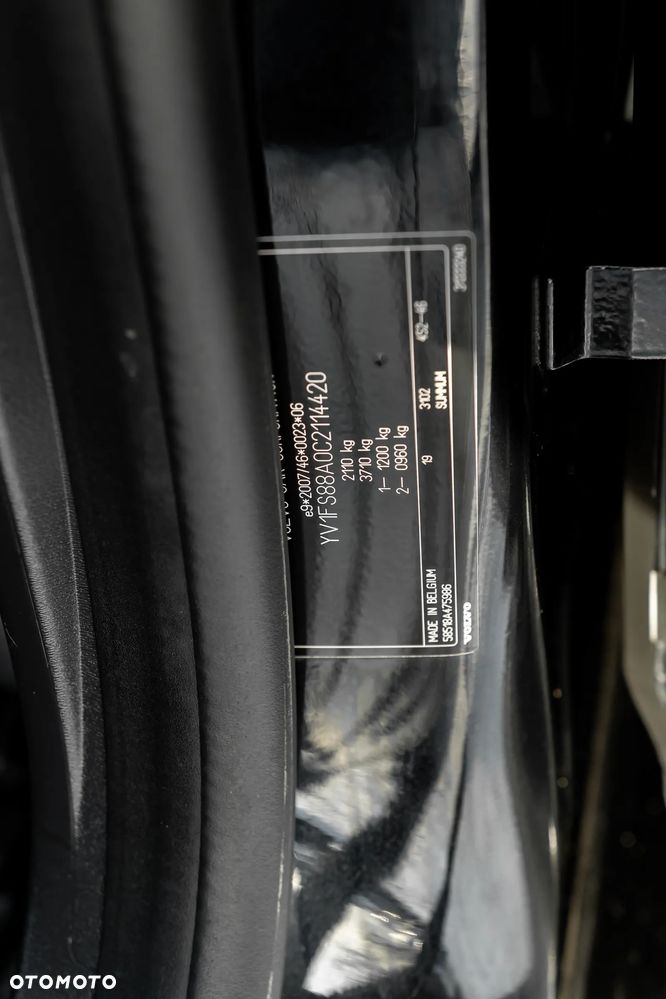 e9*2007/46*0023*06
YV1FS88A0C2114420
2110 kg
3710 kg
1- 1200 kg
2- 0960 kg
19 3102 452-46
SUMMUM
MADE IN BELGIUM
VOLVO
OTOMOTO